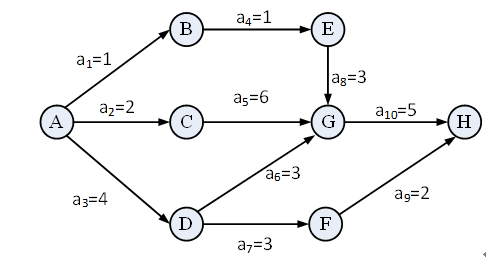 a₄=1
B
E
a₁=1
a₈=3
a₅=6
a₂=2
a₁₀=5
A
C
G
H
a₆=3
a₃=4
a₉=2
D
F
a₇=3